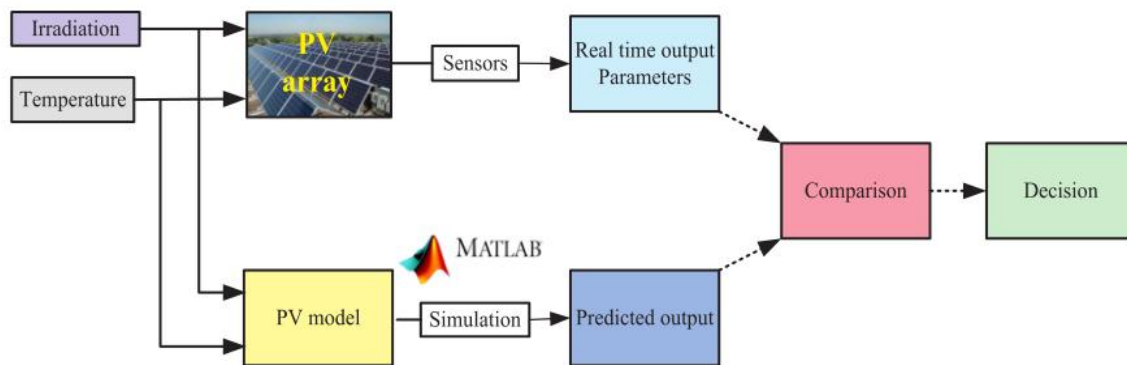 Irradiation
Temperature
PV
array
Sensors
Real time output
Parameters
Comparison
Decision
MATLAB
PV model
Simulation
Predicted output